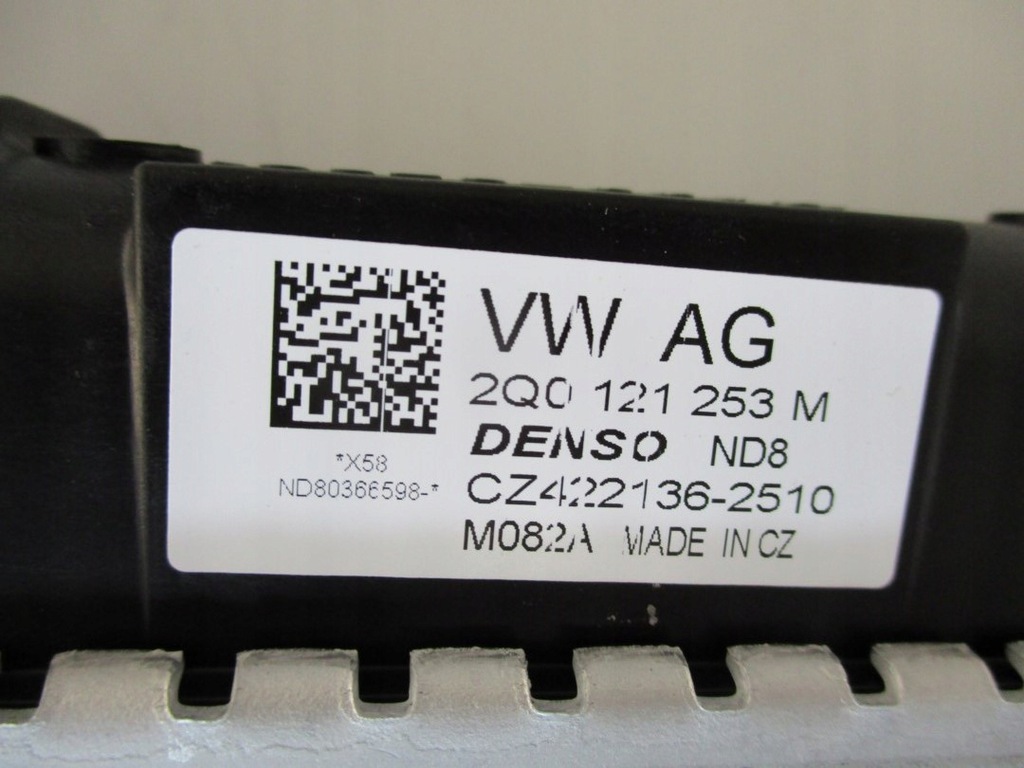 VW AG
2Q0 121 253 M
DENSO ND8
*X58
ND80366598-*
CZ422136-2510
M082A MADE IN CZ